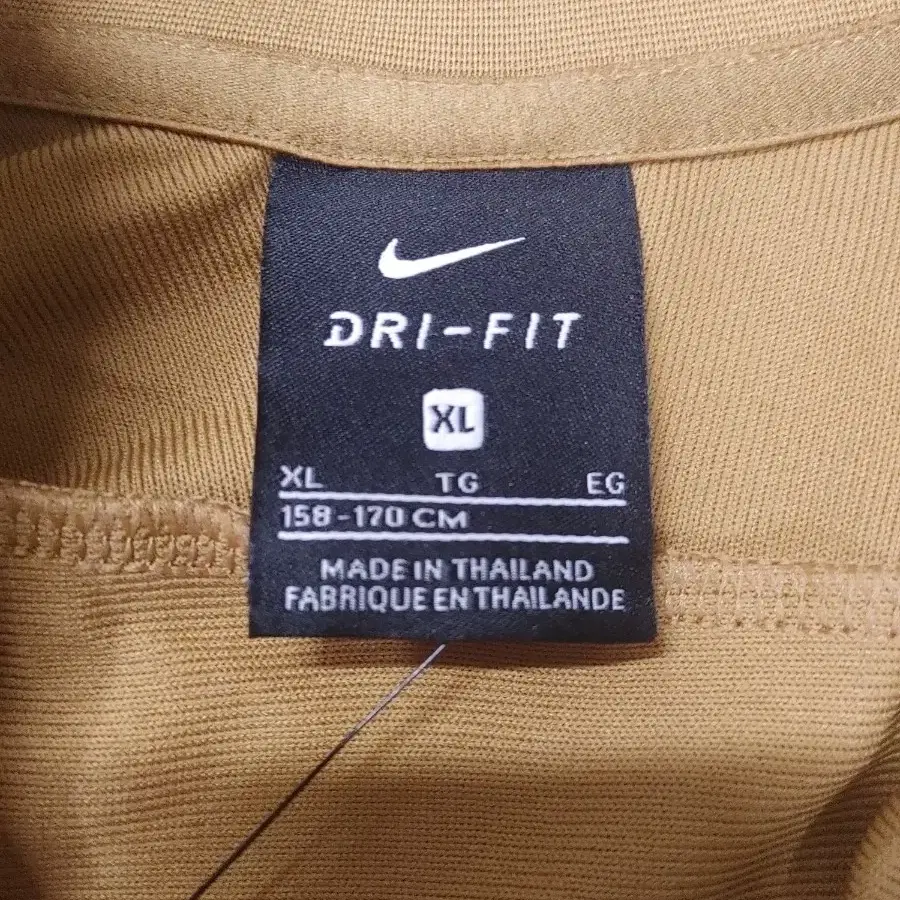 DRI-FIT
XL
XL TG EG
158-170 CM
MADE IN THAILAND
FABRIQUE EN THAILANDE